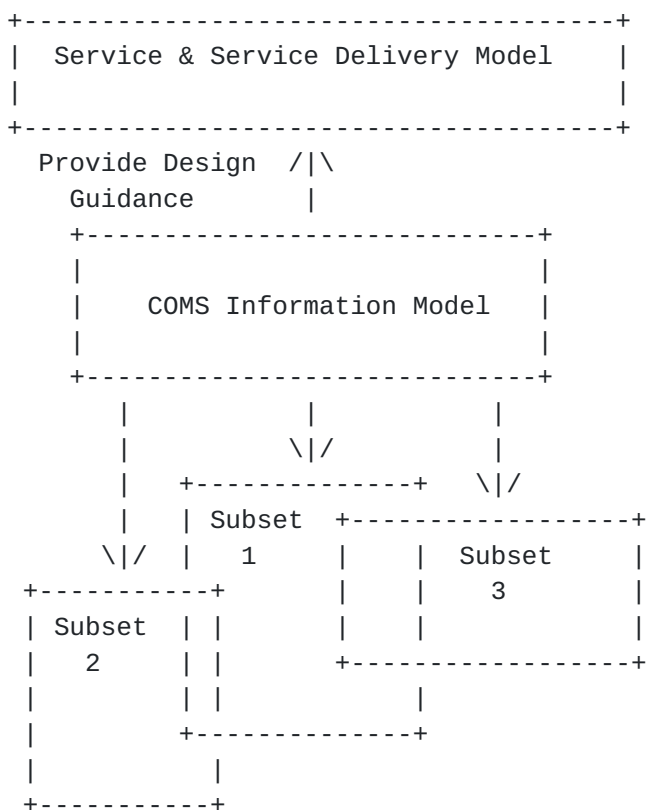 Service & Service Delivery Model
Provide Design
Guidance
COMS Information Model
Subset
1
Subset
3
Subset
2